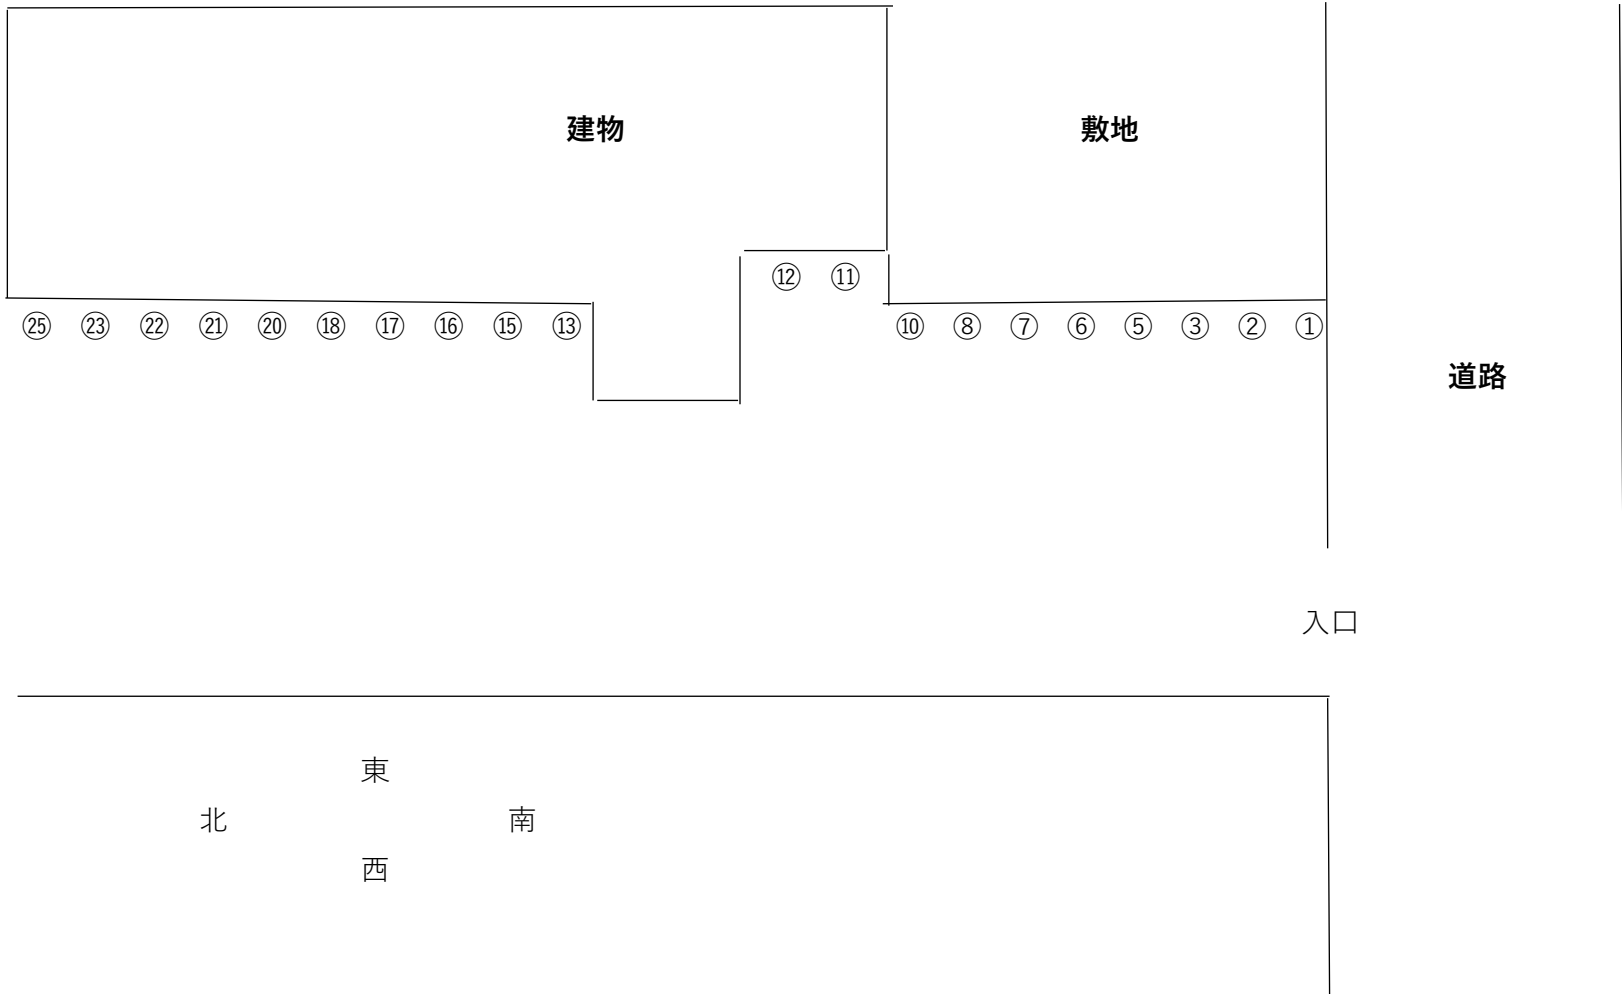 建物
敷地
⑫ ⑪
㉕ ㉓ ㉒ ㉑ ⑳ ⑱ ⑰ ⑯ ⑮ ⑬
⑩ ⑧ ⑦ ⑥ ⑤ ③ ② ①
道路
入口
東
北 南
西